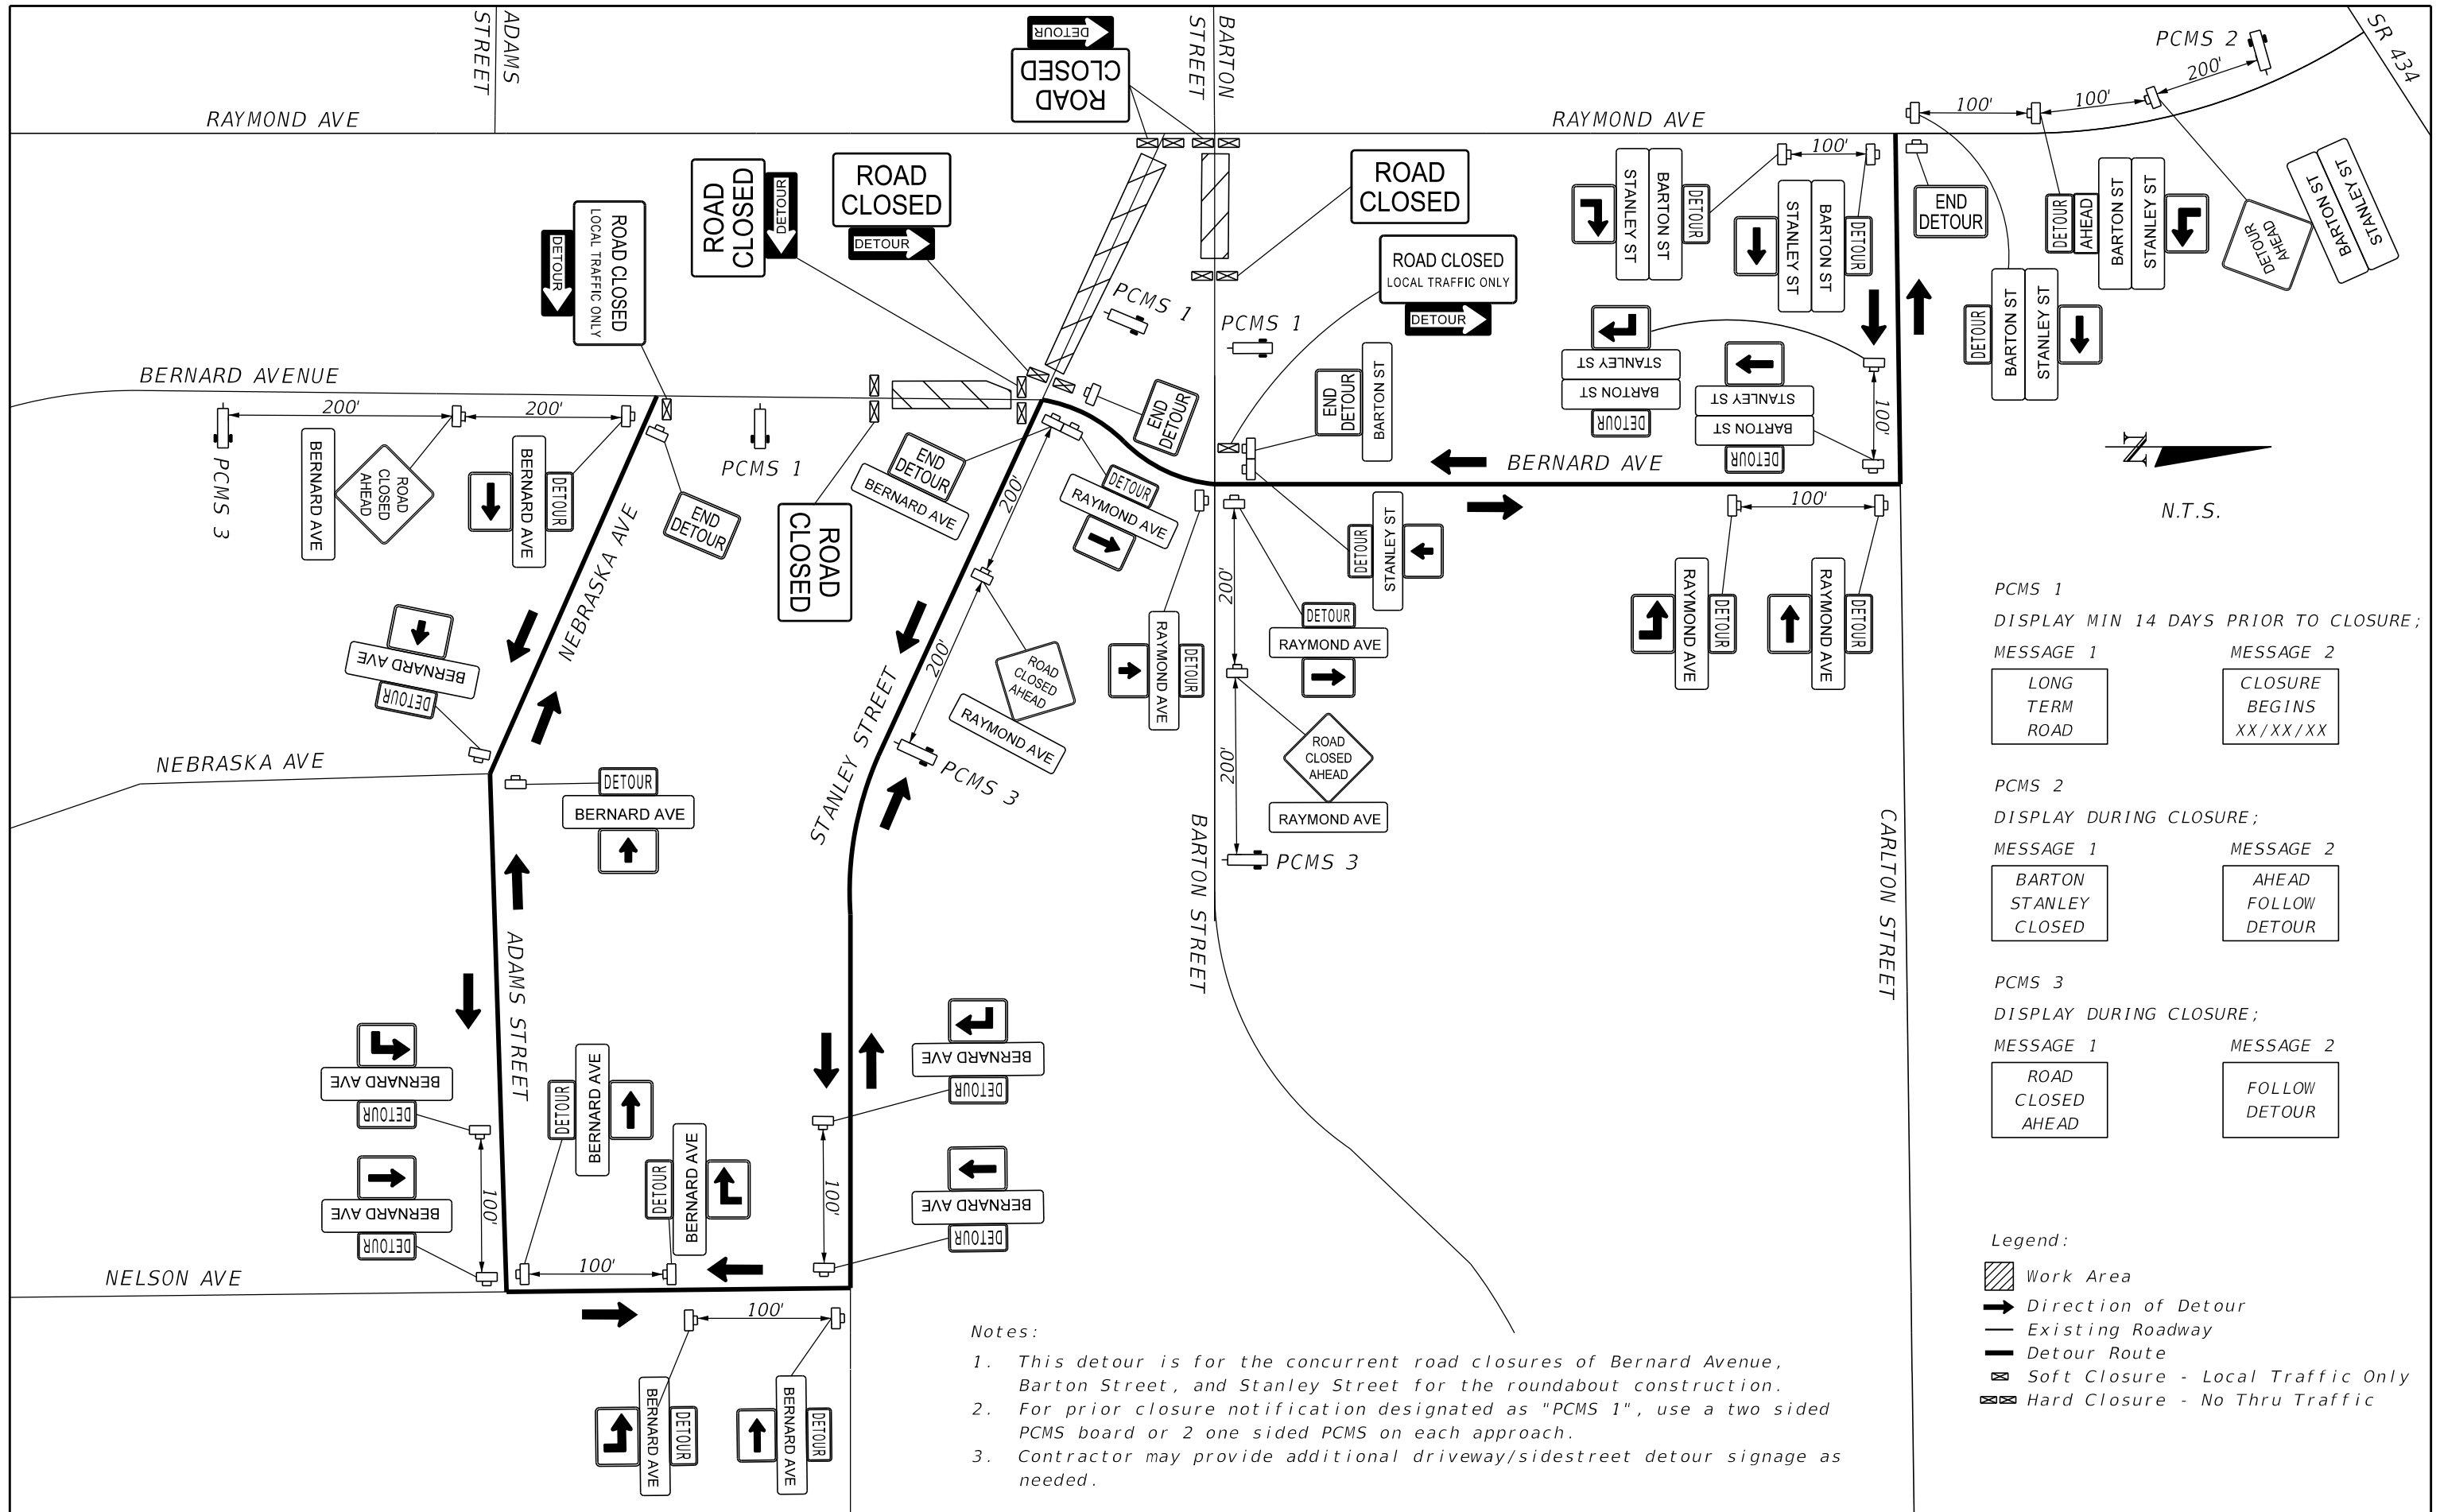 ADAMS
STREET
BARTON
STREET
SR 434
PCMS 2
200'
100'
100'
DETOUR
ROAD
CLOSED
RAYMOND AVE
RAYMOND AVE
ROAD
CLOSED
DETOUR
ROAD
CLOSED
DETOUR
ROAD CLOSED
LOCAL TRAFFIC ONLY
DETOUR
ROAD
CLOSED
ROAD CLOSED
LOCAL TRAFFIC ONLY
DETOUR
DETOUR
BARTON ST
STANLEY ST
100'
DETOUR
BARTON ST
STANLEY ST
END
DETOUR
DETOUR
AHEAD
BARTON ST
STANLEY ST
DETOUR
AHEAD
BARTON ST
STANLEY ST
DETOUR
BARTON ST
STANLEY ST
PCMS 1
PCMS 1
STANLEY ST
BARTON ST
DETOUR
STANLEY ST
BARTON ST
DETOUR
100'
BERNARD AVENUE
200'
200'
PCMS 3
BERNARD AVE
ROAD
CLOSED
AHEAD
BERNARD AVE
DETOUR
END
DETOUR
PCMS 1
ROAD
CLOSED
END
DETOUR
BERNARD AVE
END
DETOUR
200'
DETOUR
RAYMOND AVE
END
DETOUR
BARTON ST
BERNARD AVE
N
N.T.S.
DETOUR
STANLEY ST
100'
RAYMOND AVE
DETOUR
RAYMOND AVE
DETOUR
NEBRASKA AVE
BERNARD AVE
DETOUR
STANLEY STREET
200'
ROAD
CLOSED
AHEAD
RAYMOND AVE
PCMS 3
RAYMOND AVE
DETOUR
200'
DETOUR
RAYMOND AVE
200'
ROAD
CLOSED
AHEAD
RAYMOND AVE
PCMS 3
BARTON STREET
CARLTON STREET
NEBRASKA AVE
DETOUR
BERNARD AVE
ADAMS STREET
BERNARD AVE
DETOUR
BERNARD AVE
DETOUR
100'
DETOUR
BERNARD AVE
DETOUR
BERNARD AVE
100'
BERNARD AVE
DETOUR
100'
BERNARD AVE
DETOUR
NELSON AVE
100'
BERNARD AVE
DETOUR
BERNARD AVE
DETOUR
PCMS 1
DISPLAY MIN 14 DAYS PRIOR TO CLOSURE;
MESSAGE 1
LONG
TERM
ROAD
MESSAGE 2
CLOSURE
BEGINS
XX/XX/XX
PCMS 2
DISPLAY DURING CLOSURE;
MESSAGE 1
BARTON
STANLEY
CLOSED
MESSAGE 2
AHEAD
FOLLOW
DETOUR
PCMS 3
DISPLAY DURING CLOSURE;
MESSAGE 1
ROAD
CLOSED
AHEAD
MESSAGE 2
FOLLOW
DETOUR
Legend:
Work Area
Direction of Detour
Existing Roadway
Detour Route
Soft Closure - Local Traffic Only
Hard Closure - No Thru Traffic
Notes:
1. This detour is for the concurrent road closures of Bernard Avenue,
Barton Street, and Stanley Street for the roundabout construction.
2. For prior closure notification designated as "PCMS 1", use a two sided
PCMS board or 2 one sided PCMS on each approach.
3. Contractor may provide additional driveway/sidestreet detour signage as
needed.